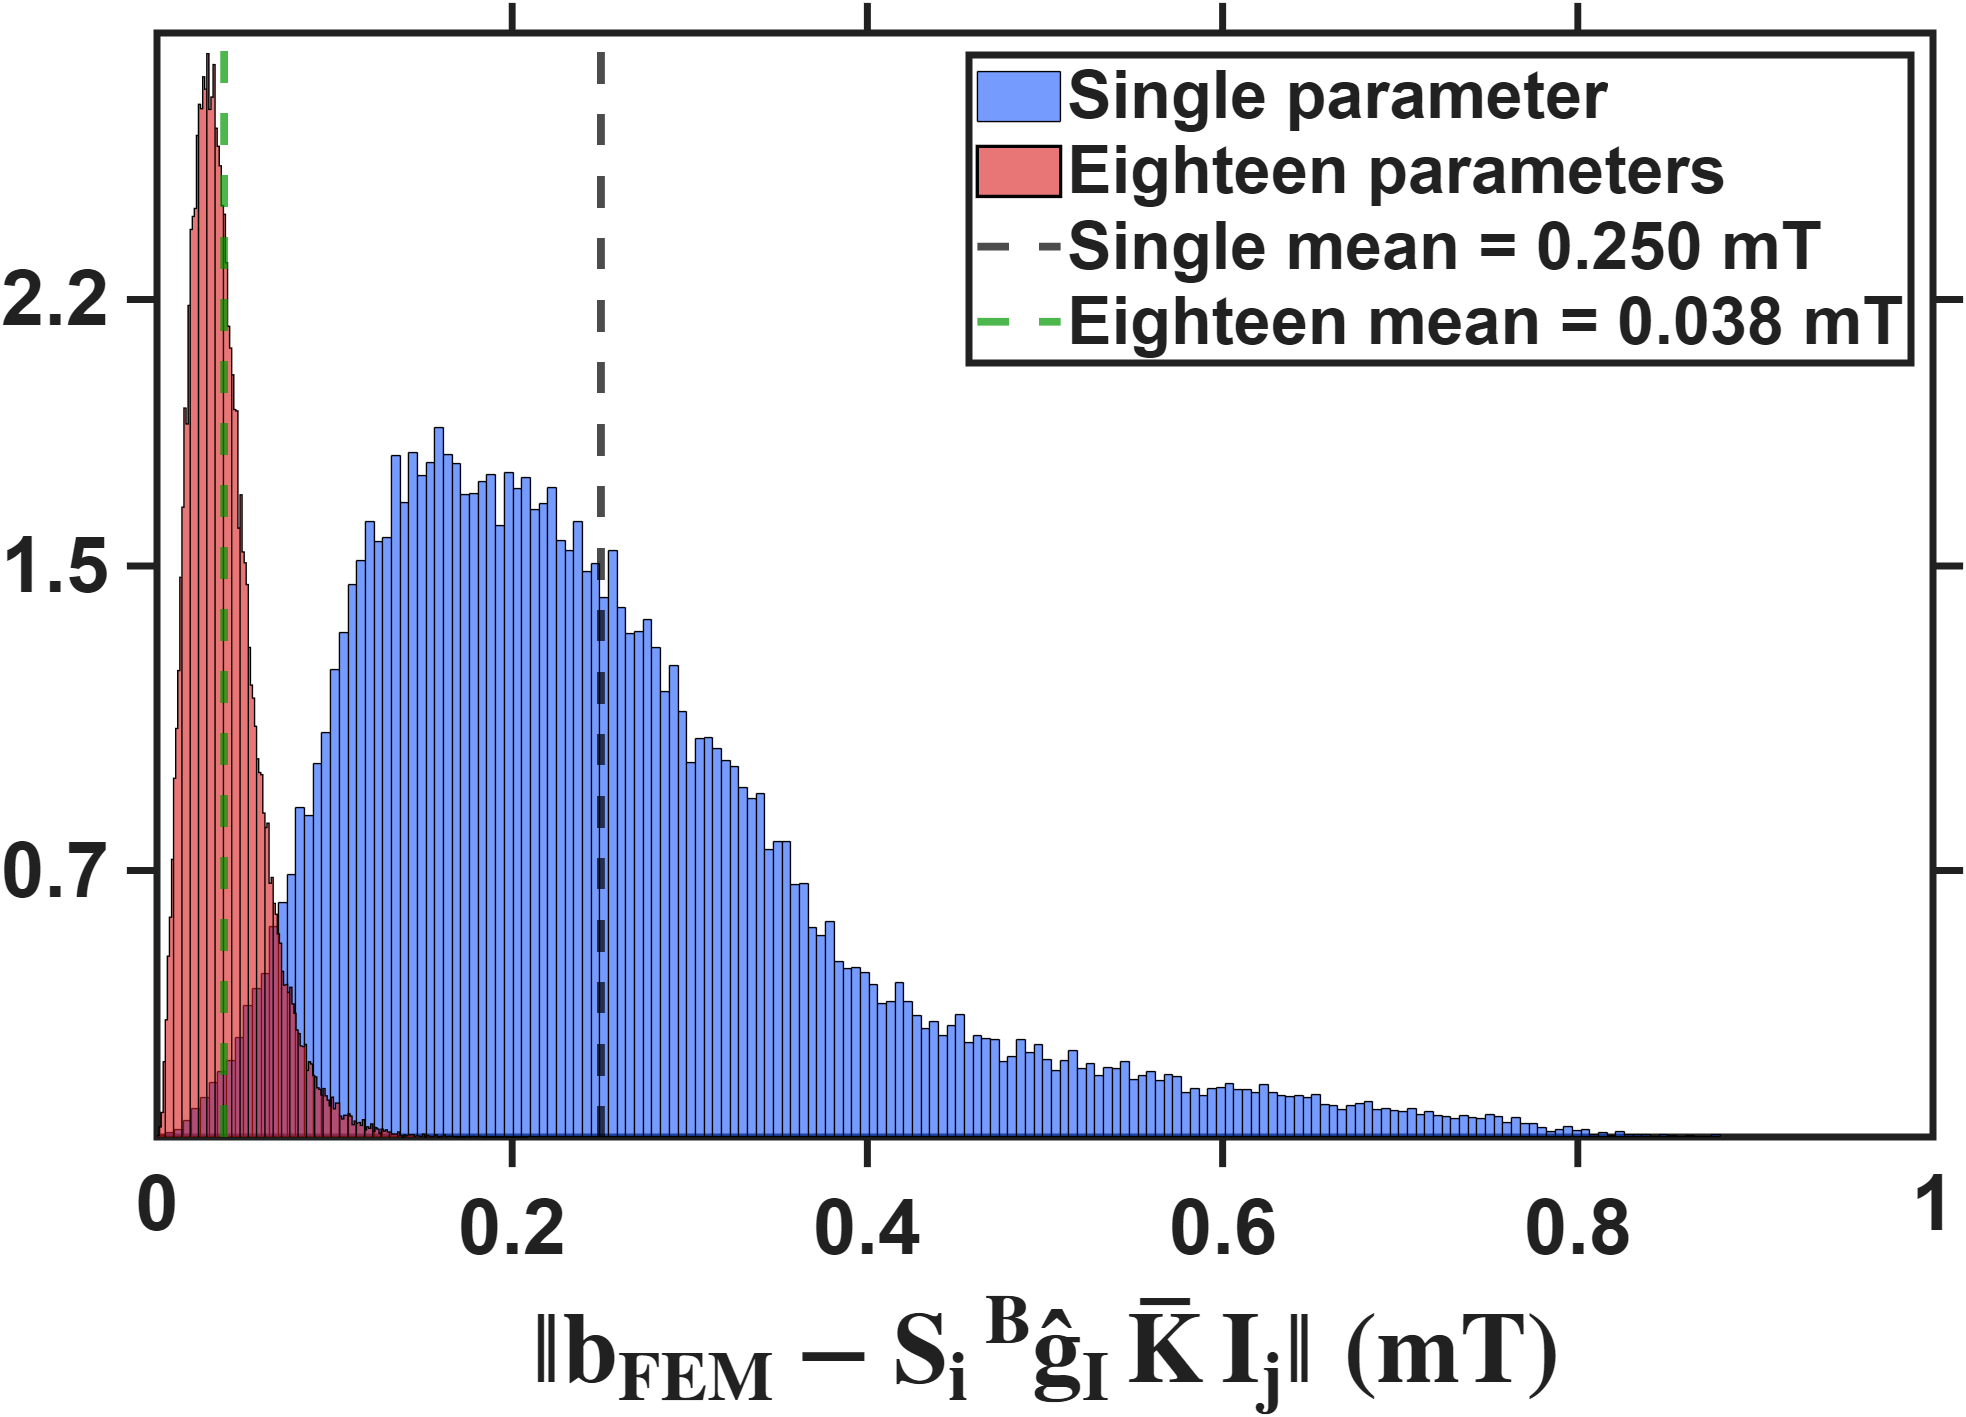 Single parameter
Eighteen parameters
Single mean = 0.250 mT
Eighteen mean = 0.038 mT
2.2
1.5
0.7
0 0.2 0.4 0.6 0.8 1
‖b_FEM − S_i ^Bĝ_I K̄ I_j‖ (mT)